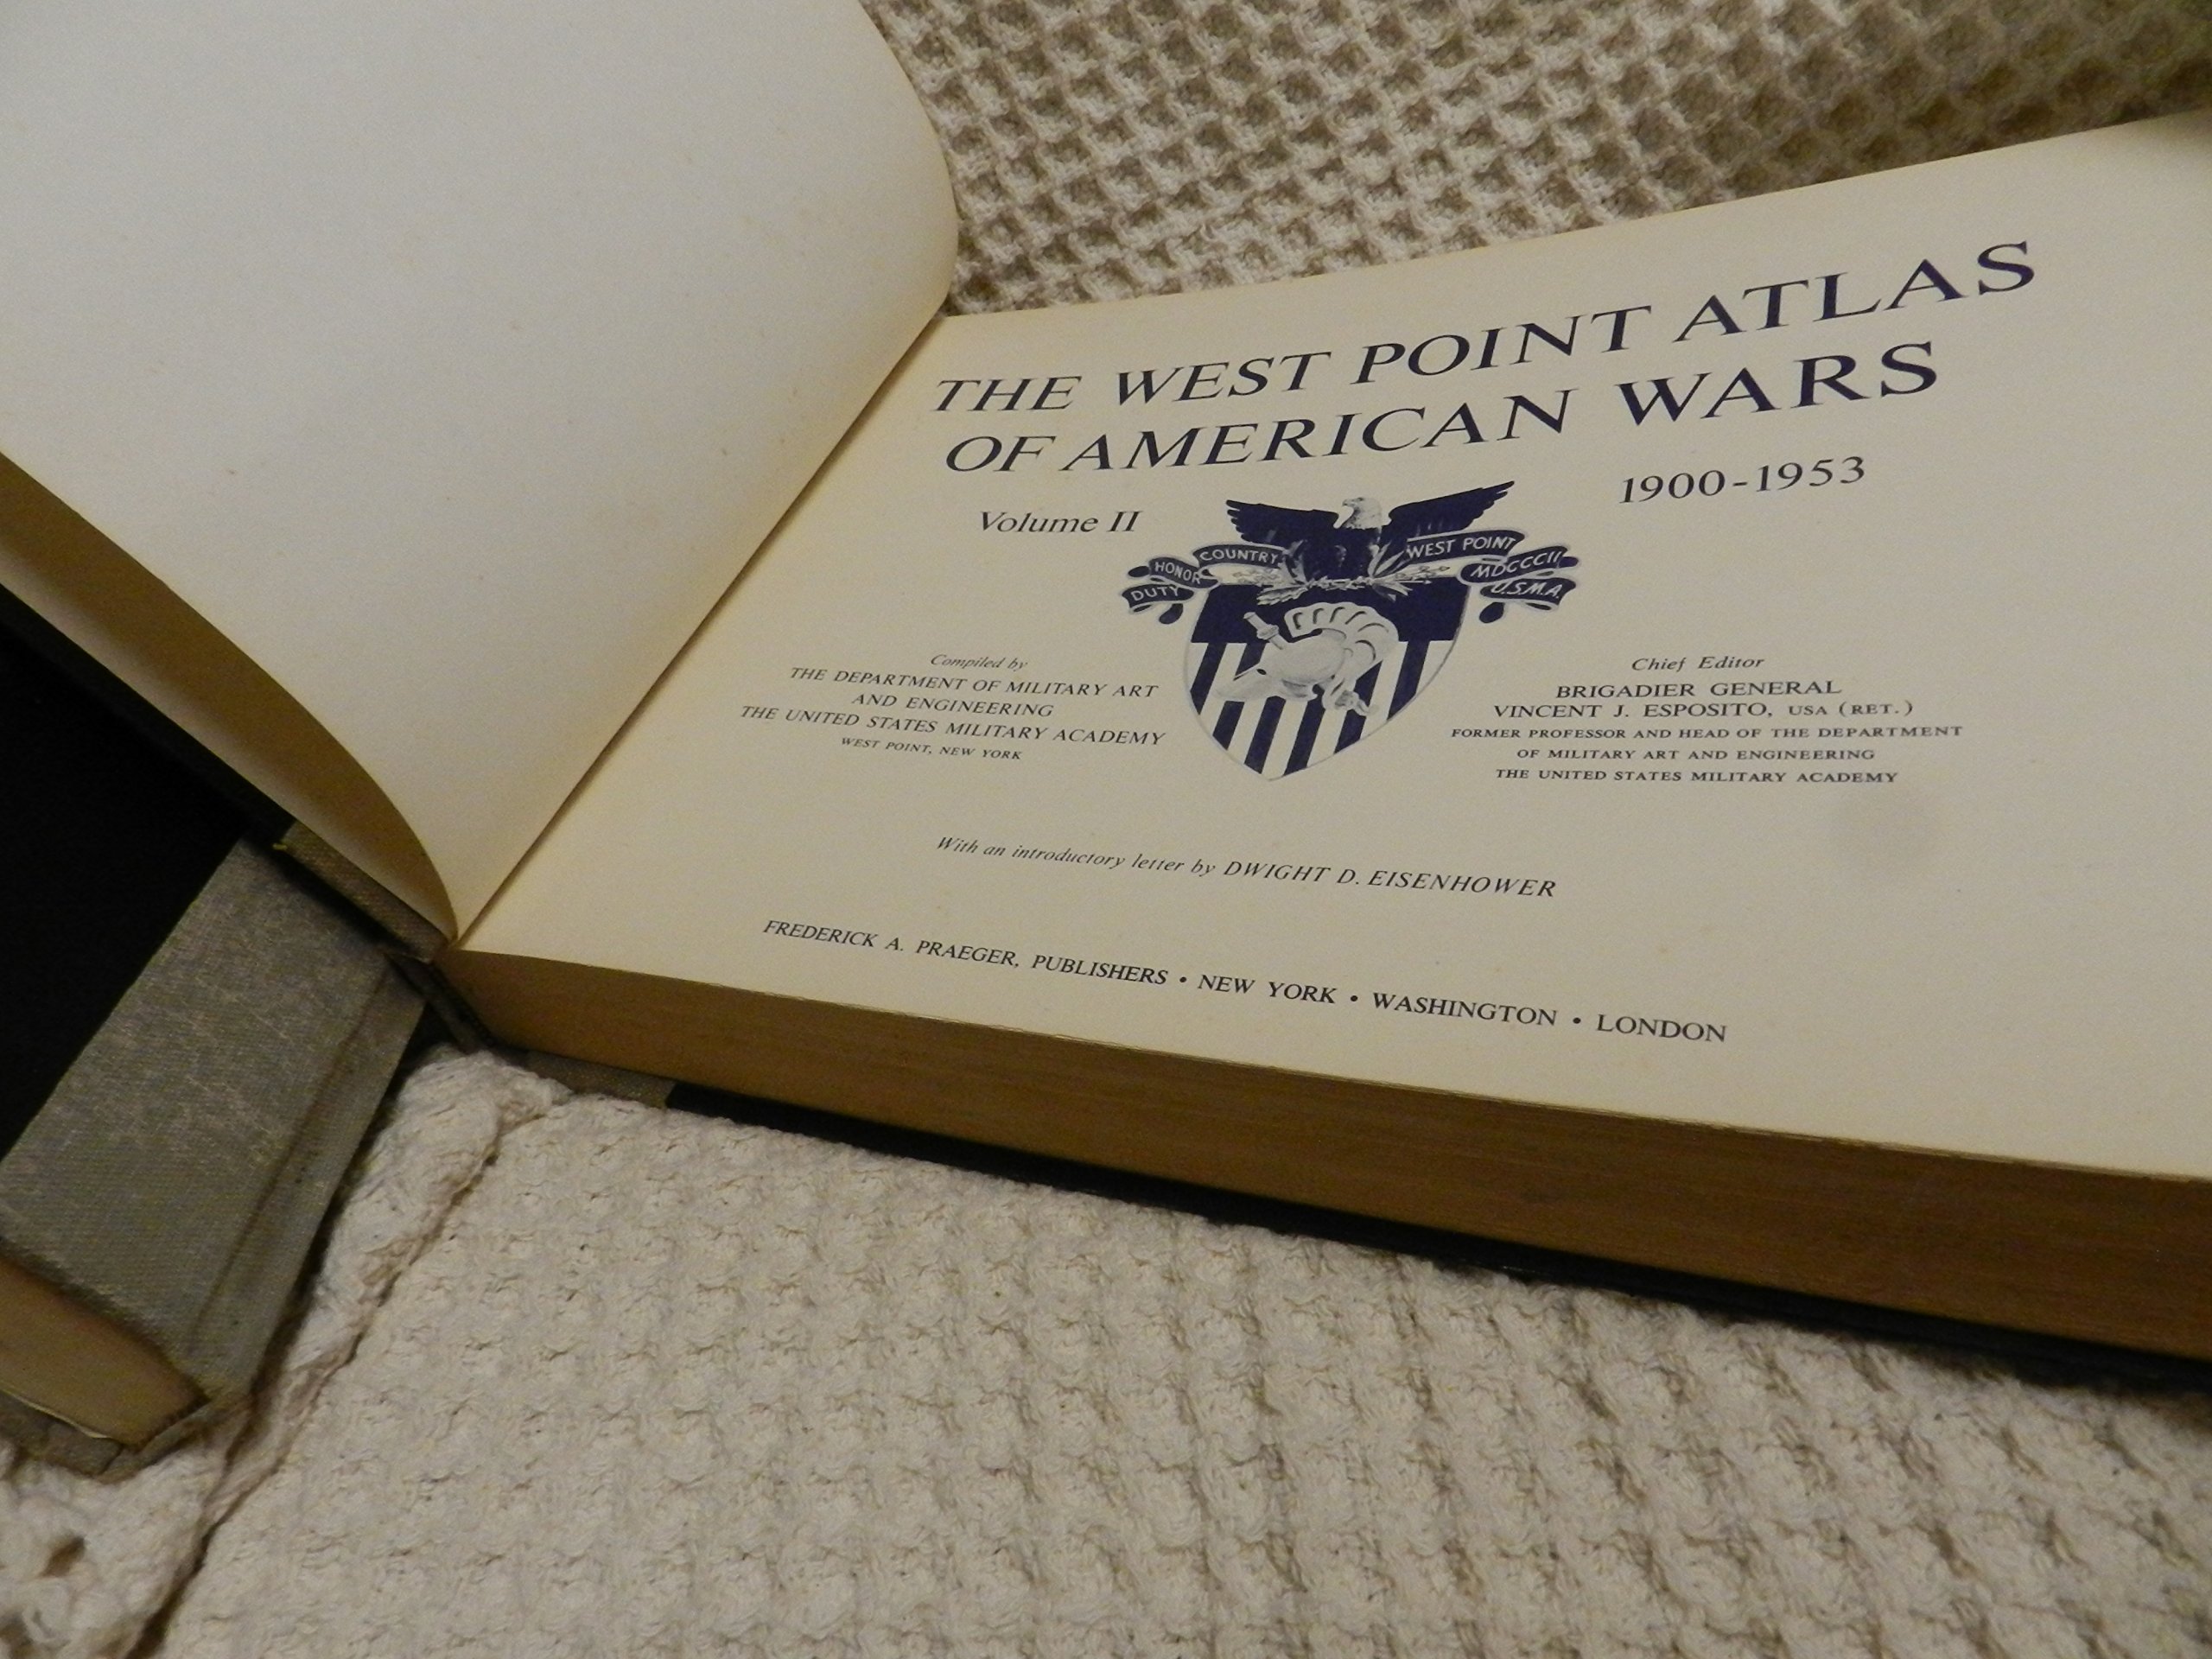 THE WEST POINT ATLAS
OF AMERICAN WARS
Volume II
1900-1953
DUTY HONOR COUNTRY
WEST POINT MDCCCII U.S.M.A.
Compiled by
THE DEPARTMENT OF MILITARY ART
AND ENGINEERING
THE UNITED STATES MILITARY ACADEMY
WEST POINT, NEW YORK
Chief Editor
BRIGADIER GENERAL
VINCENT J. ESPOSITO, USA (RET.)
FORMER PROFESSOR AND HEAD OF THE DEPARTMENT
OF MILITARY ART AND ENGINEERING
THE UNITED STATES MILITARY ACADEMY
With an introductory letter by DWIGHT D. EISENHOWER
FREDERICK A. PRAEGER, PUBLISHERS • NEW YORK • WASHINGTON • LONDON